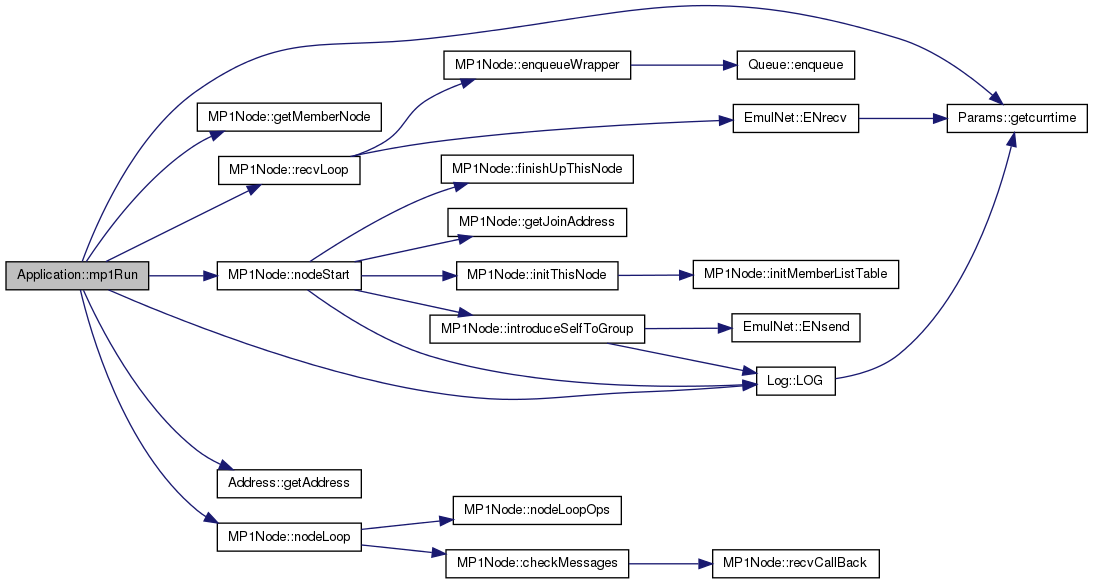 MP1Node::enqueueWrapper
Queue::enqueue
MP1Node::getMemberNode
EmulNet::ENrecv
Params::getcurrtime
MP1Node::recvLoop
MP1Node::finishUpThisNode
MP1Node::getJoinAddress
Application::mp1Run
MP1Node::nodeStart
MP1Node::initThisNode
MP1Node::initMemberListTable
MP1Node::introduceSelfToGroup
EmulNet::ENsend
Log::LOG
Address::getAddress
MP1Node::nodeLoopOps
MP1Node::nodeLoop
MP1Node::checkMessages
MP1Node::recvCallBack